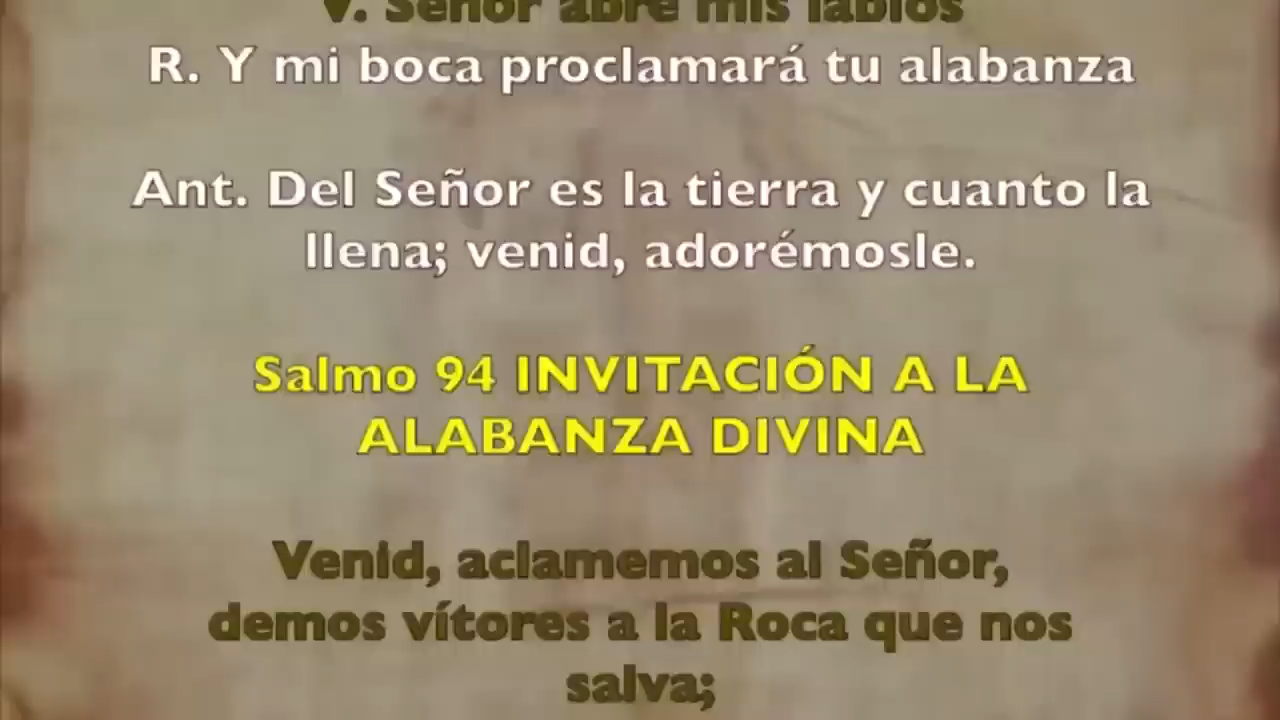 V. Señor abre mis labios
R. Y mi boca proclamará tu alabanza
Ant. Del Señor es la tierra y cuanto la
llena; venid, adorémosle.
Salmo 94 INVITACIÓN A LA
ALABANZA DIVINA
Venid, aclamemos al Señor,
demos vítores a la Roca que nos
salva;